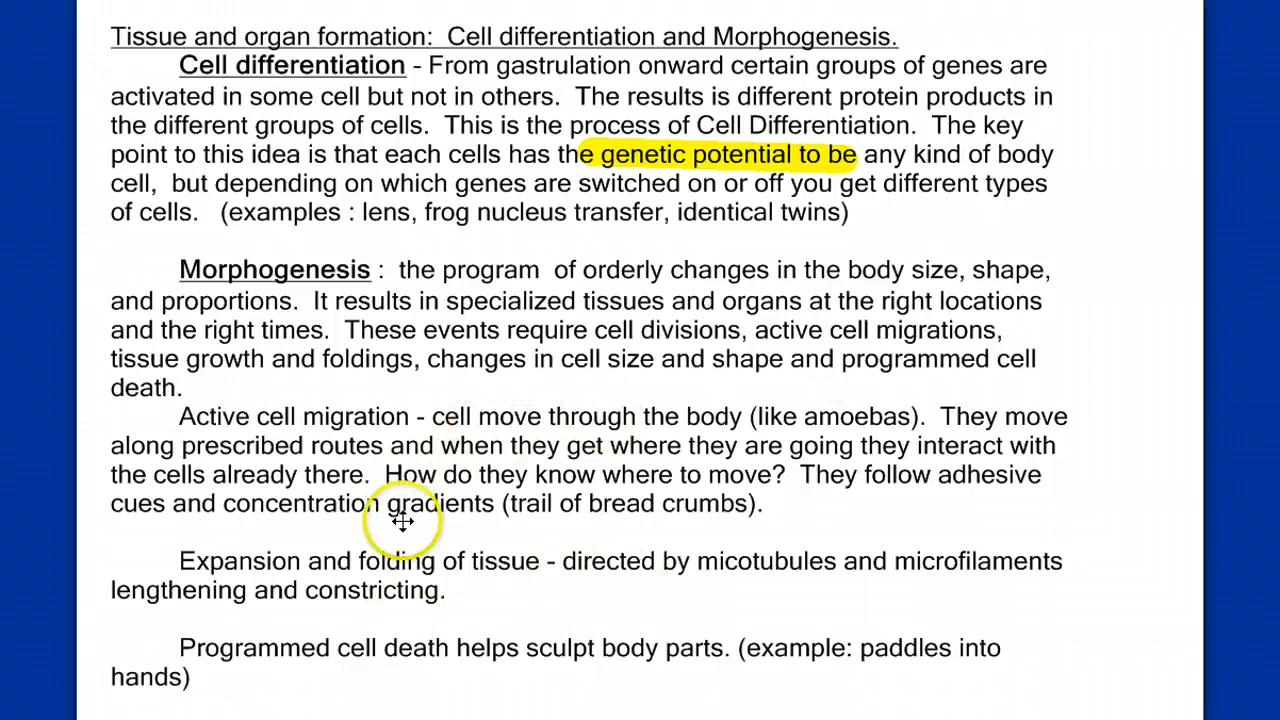 Tissue and organ formation:  Cell differentiation and Morphogenesis.
Cell differentiation - From gastrulation onward certain groups of genes are
activated in some cell but not in others.  The results is different protein products in
the different groups of cells.  This is the process of Cell Differentiation.  The key
point to this idea is that each cells has the genetic potential to be any kind of body
cell,  but depending on which genes are switched on or off you get different types
of cells.   (examples : lens, frog nucleus transfer, identical twins)
Morphogenesis :  the program  of orderly changes in the body size, shape,
and proportions.  It results in specialized tissues and organs at the right locations
and the right times.  These events require cell divisions, active cell migrations,
tissue growth and foldings, changes in cell size and shape and programmed cell
death.
Active cell migration - cell move through the body (like amoebas).  They move
along prescribed routes and when they get where they are going they interact with
the cells already there.  How do they know where to move?  They follow adhesive
cues and concentration gradients (trail of bread crumbs).
Expansion and folding of tissue - directed by micotubules and microfilaments
lengthening and constricting.
Programmed cell death helps sculpt body parts. (example: paddles into
hands)